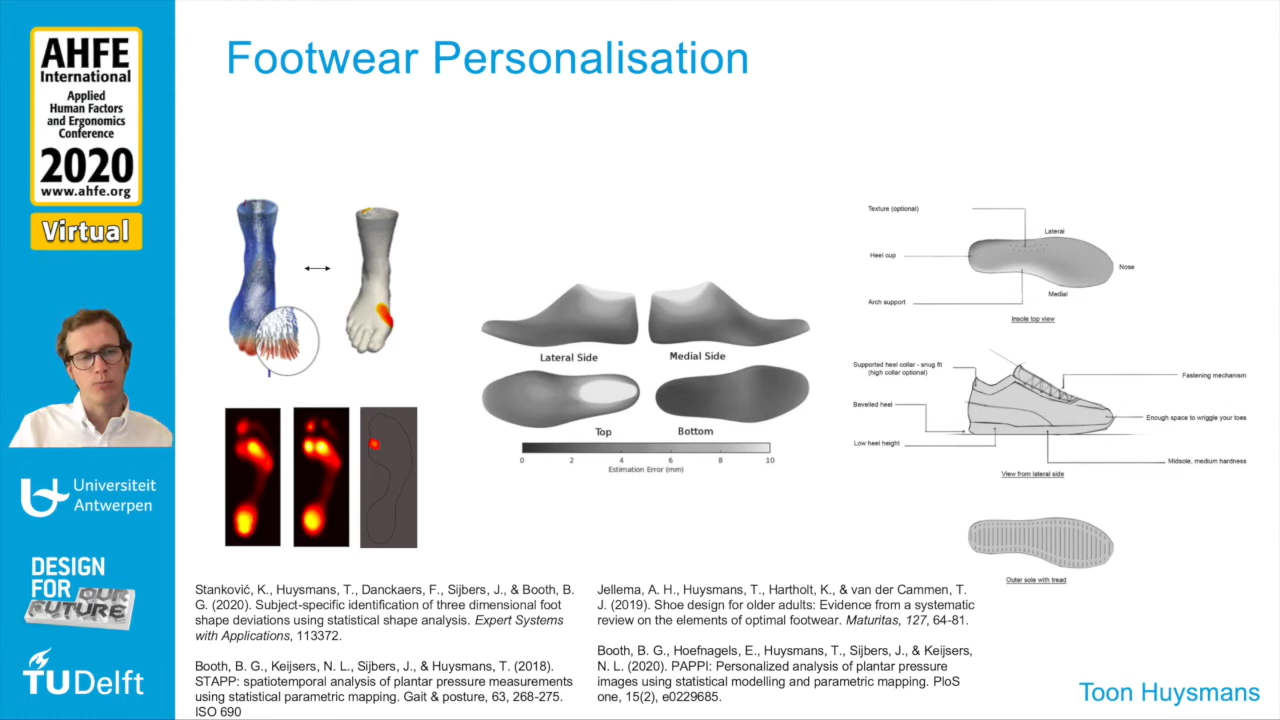 AHFE
International
Applied
Human Factors
and Ergonomics
Conference
2020
www.ahfe.org
Virtual
Universiteit
Antwerpen
DESIGN
FOR
OUR
FUTURE
TUDelft
Footwear Personalisation
Lateral Side
Medial Side
Top
Bottom
0 2 4 6 8 10
Estimation Error (mm)
Texture (optional)
Lateral
Heel cup
Nose
Medial
Arch support
Insole top view
Supported heel collar - snug fit
(high collar optional)
Fastening mechanism
Bevelled heel
Enough space to wriggle your toes
Low heel height
Midsole, medium hardness
View from lateral side
Outer sole with tread
Stanković, K., Huysmans, T., Danckaers, F., Sijbers, J., & Booth, B.
G. (2020). Subject-specific identification of three dimensional foot
shape deviations using statistical shape analysis. Expert Systems
with Applications, 113372.
Booth, B. G., Keijsers, N. L., Sijbers, J., & Huysmans, T. (2018).
STAPP: spatiotemporal analysis of plantar pressure measurements
using statistical parametric mapping. Gait & posture, 63, 268-275.
ISO 690
Jellema, A. H., Huysmans, T., Hartholt, K., & van der Cammen, T.
J. (2019). Shoe design for older adults: Evidence from a systematic
review on the elements of optimal footwear. Maturitas, 127, 64-81.
Booth, B. G., Hoefnagels, E., Huysmans, T., Sijbers, J., & Keijsers,
N. L. (2020). PAPPI: Personalized analysis of plantar pressure
images using statistical modelling and parametric mapping. PloS
one, 15(2), e0229685.
Toon Huysmans